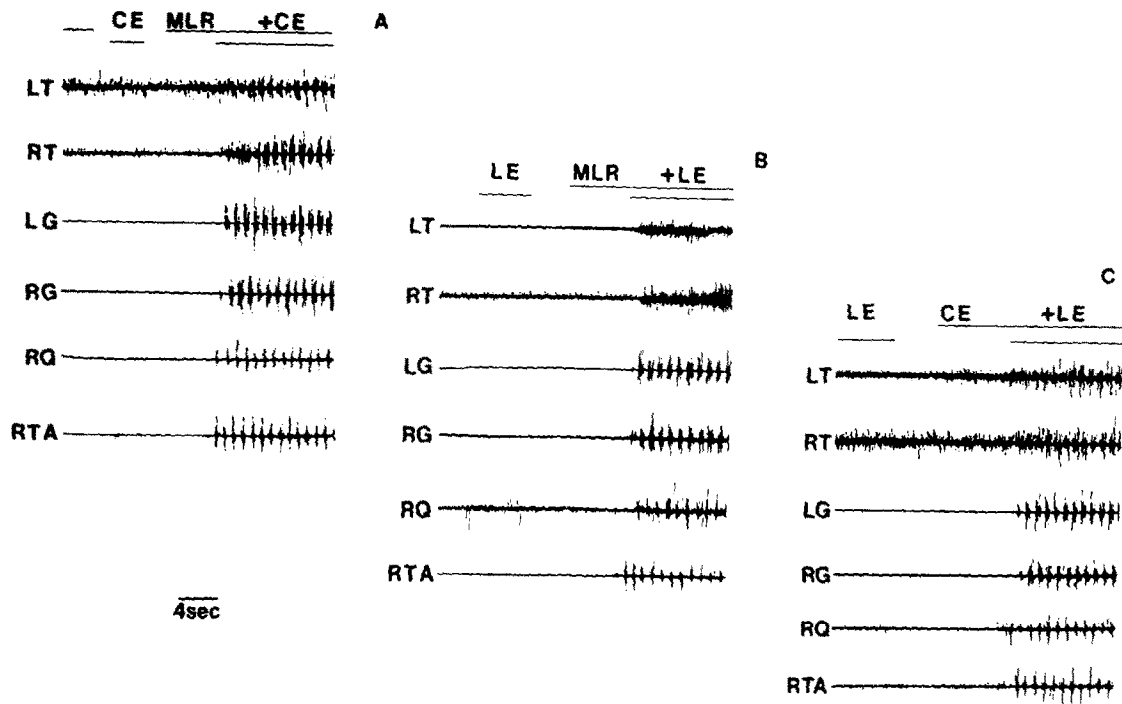 CE MLR +CE A
LT
RT
LG
RG
RQ
RTA
4sec
B
LE MLR +LE
LT
RT
LG
RG
RQ
RTA
C
LE CE +LE
LT
RT
LG
RG
RQ
RTA